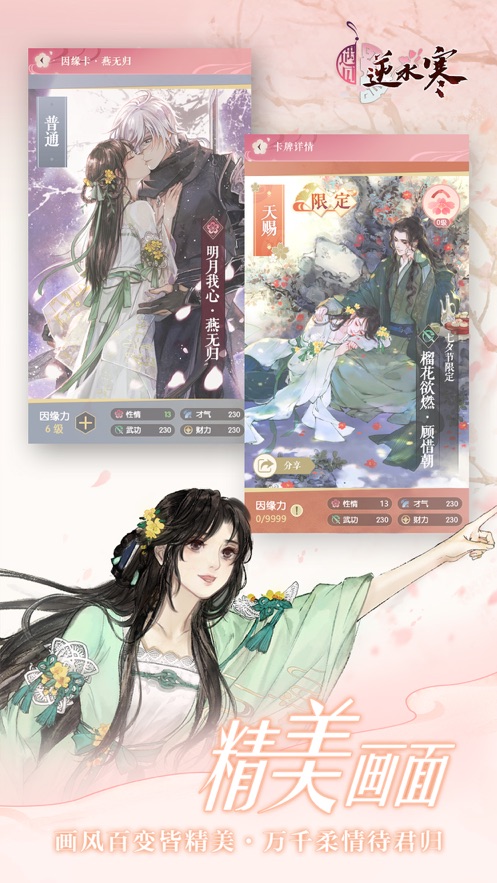 逆水寒
因缘卡·燕无归
普通
明月我心·燕无归
因缘力
6 级
性情 13
才气 230
武功 230
财力 230
卡牌详情
天赐
限定
0级
七夕节限定
榴花欲燃·顾惜朝
分享
因缘力
0/9999
性情 13
才气 230
武功 230
财力 230
精美画面
画风百变皆精美·万千柔情待君归